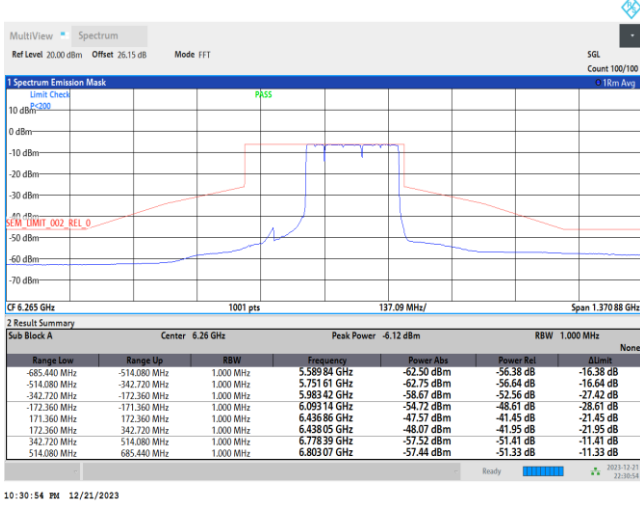 MultiView Spectrum
Ref Level 20.00 dBm Offset 26.15 dB Mode FFT SGL
Count 100/100
1 Spectrum Emission Mask 1Rm Avg
Limit Check PASS
P<200
10 dBm
0 dBm
-10 dBm
-20 dBm
-30 dBm
-40 dBm
SEM_LIMIT_002_REL_0
-50 dBm
-60 dBm
-70 dBm
CF 6.265 GHz 1001 pts 137.09 MHz/ Span 1.370 88 GHz
2 Result Summary
Sub Block A Center 6.26 GHz Peak Power -6.12 dBm RBW 1.000 MHz
None
Range Low Range Up RBW Frequency Power Abs Power Rel ΔLimit
-685.440 MHz -514.080 MHz 1.000 MHz 5.589 84 GHz -62.50 dBm -56.38 dB -16.38 dB
-514.080 MHz -342.720 MHz 1.000 MHz 5.751 61 GHz -62.75 dBm -56.64 dB -16.64 dB
-342.720 MHz -172.360 MHz 1.000 MHz 5.983 42 GHz -58.67 dBm -52.56 dB -27.42 dB
-172.360 MHz -171.360 MHz 1.000 MHz 6.093 14 GHz -54.72 dBm -48.61 dB -28.61 dB
171.360 MHz 172.360 MHz 1.000 MHz 6.436 86 GHz -47.57 dBm -41.45 dB -21.45 dB
172.360 MHz 342.720 MHz 1.000 MHz 6.438 05 GHz -48.07 dBm -41.95 dB -21.95 dB
342.720 MHz 514.080 MHz 1.000 MHz 6.778 39 GHz -57.52 dBm -51.41 dB -11.41 dB
514.080 MHz 685.440 MHz 1.000 MHz 6.803 07 GHz -57.44 dBm -51.33 dB -11.33 dB
Ready 2023-12-21
22:30:54
10:30:54 PM 12/21/2023